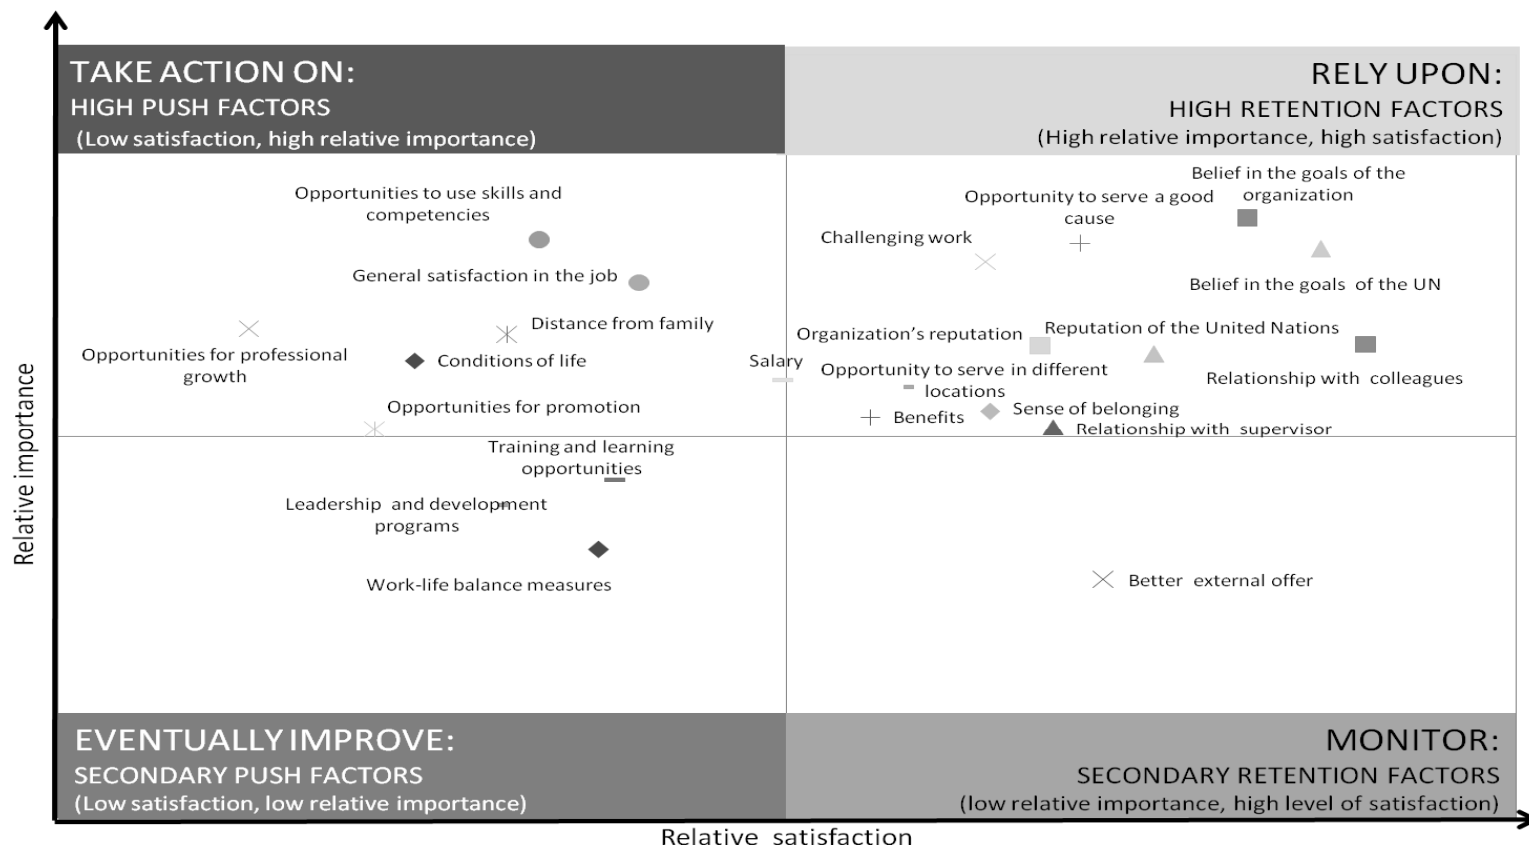 TAKE ACTION ON:
HIGH PUSH FACTORS
(Low satisfaction, high relative importance)
RELY UPON:
HIGH RETENTION FACTORS
(High relative importance, high satisfaction)
Opportunities to use skills and
competencies
General satisfaction in the job
Distance from family
Opportunities for professional
growth
Conditions of life
Opportunities for promotion
Salary
Belief in the goals of the
organization
Opportunity to serve a good
cause
Challenging work
Belief in the goals of the UN
Organization's reputation
Reputation of the United Nations
Relationship with colleagues
Opportunity to serve in different
locations
Benefits
Sense of belonging
Relationship with supervisor
Training and learning
opportunities
Leadership and development
programs
Work-life balance measures
Better external offer
EVENTUALLY IMPROVE:
SECONDARY PUSH FACTORS
(Low satisfaction, low relative importance)
MONITOR:
SECONDARY RETENTION FACTORS
(low relative importance, high level of satisfaction)
Relative importance
Relative satisfaction